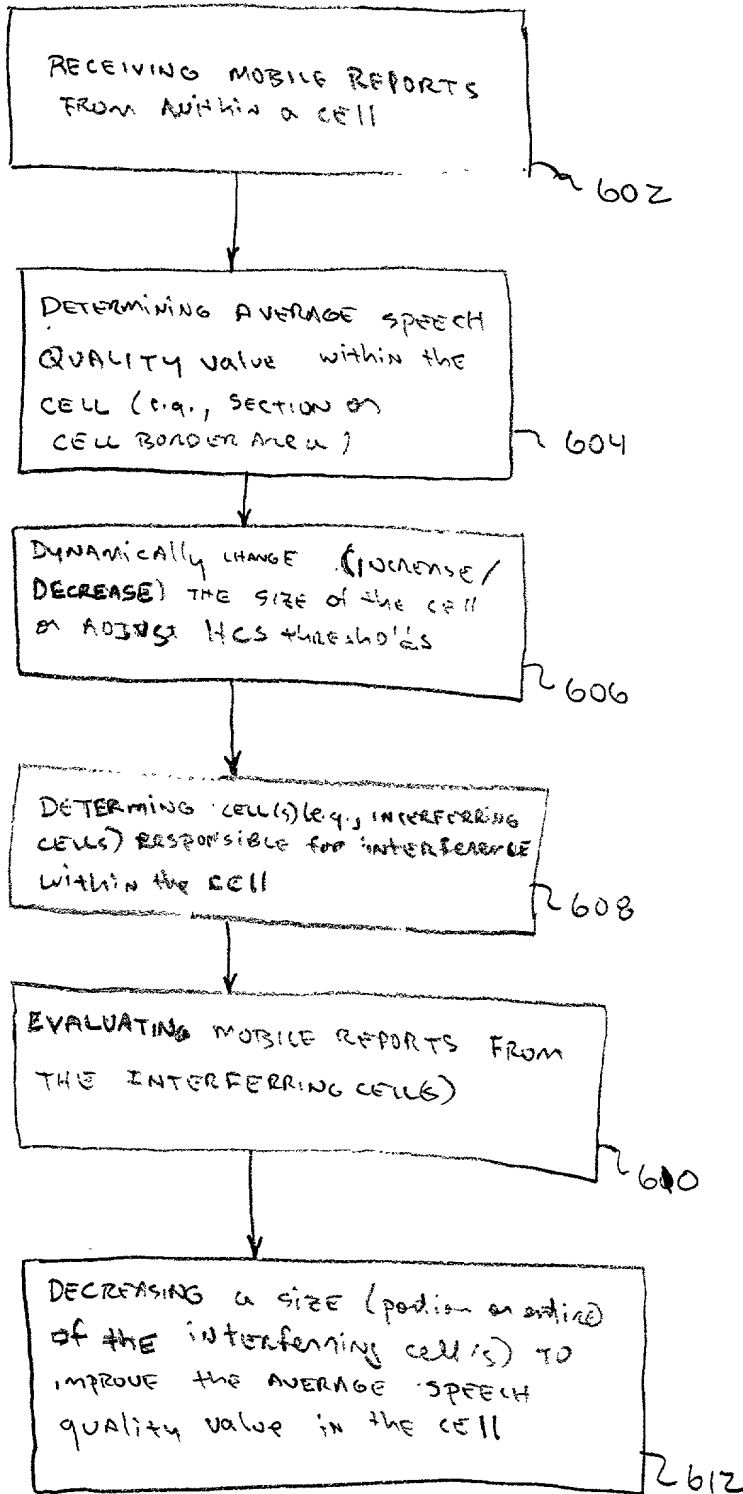 RECEIVING MOBILE REPORTS
FROM within a CELL
602
DETERMINING AVERAGE SPEECH
QUALITY value within the
CELL (e.g., SECTION or
CELL BORDER Area)
604
DYNAMICALLY CHANGE (INCREASE/
DECREASE) THE SIZE of the cell
or ADJUST HCS thresholds
606
DETERMING CELL(S) (e.g., INTERFERRING
CELLS) RESPONSIBLE for INTERFERENCE
within the CELL
608
EVALUATING MOBILE REPORTS FROM
THE INTERFERRING CELL(S)
610
DECREASING a SIZE (portion or entire)
of the interferring cell(s) TO
IMPROVE the AVERAGE SPEECH
quality value in the CELL
612